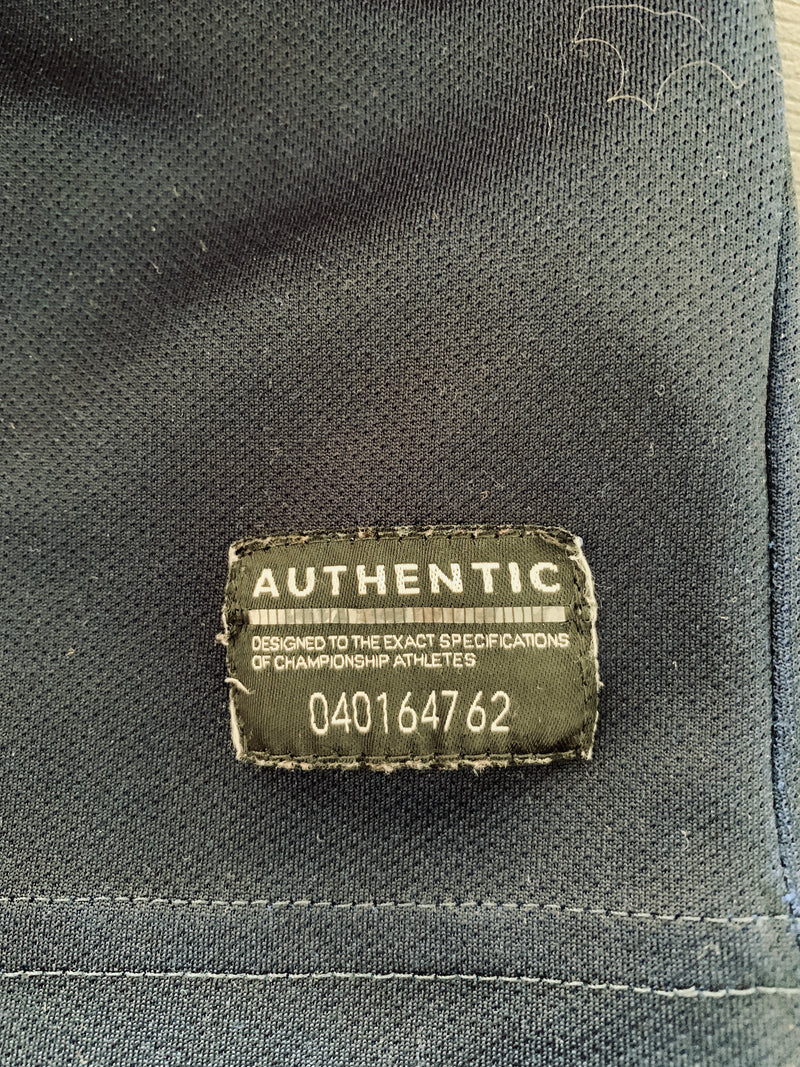 AUTHENTIC
DESIGNED TO THE EXACT SPECIFICATIONS
OF CHAMPIONSHIP ATHLETES
040164762